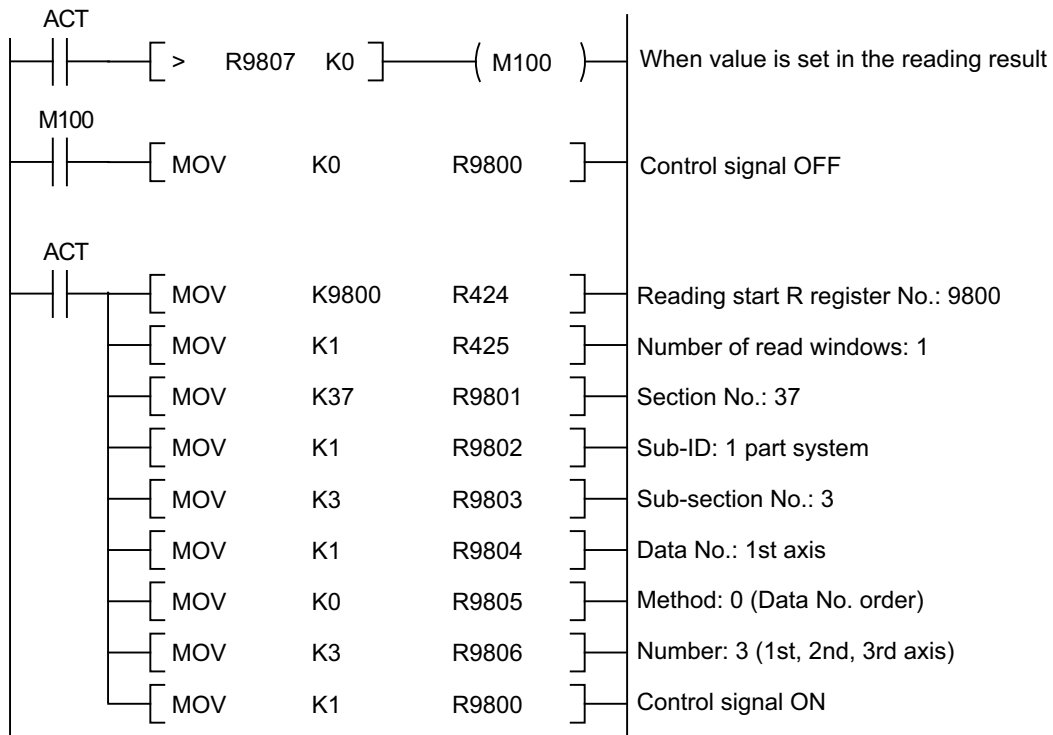 ACT
> R9807 K0 M100 When value is set in the reading result
M100
MOV K0 R9800 Control signal OFF
ACT
MOV K9800 R424 Reading start R register No.: 9800
MOV K1 R425 Number of read windows: 1
MOV K37 R9801 Section No.: 37
MOV K1 R9802 Sub-ID: 1 part system
MOV K3 R9803 Sub-section No.: 3
MOV K1 R9804 Data No.: 1st axis
MOV K0 R9805 Method: 0 (Data No. order)
MOV K3 R9806 Number: 3 (1st, 2nd, 3rd axis)
MOV K1 R9800 Control signal ON